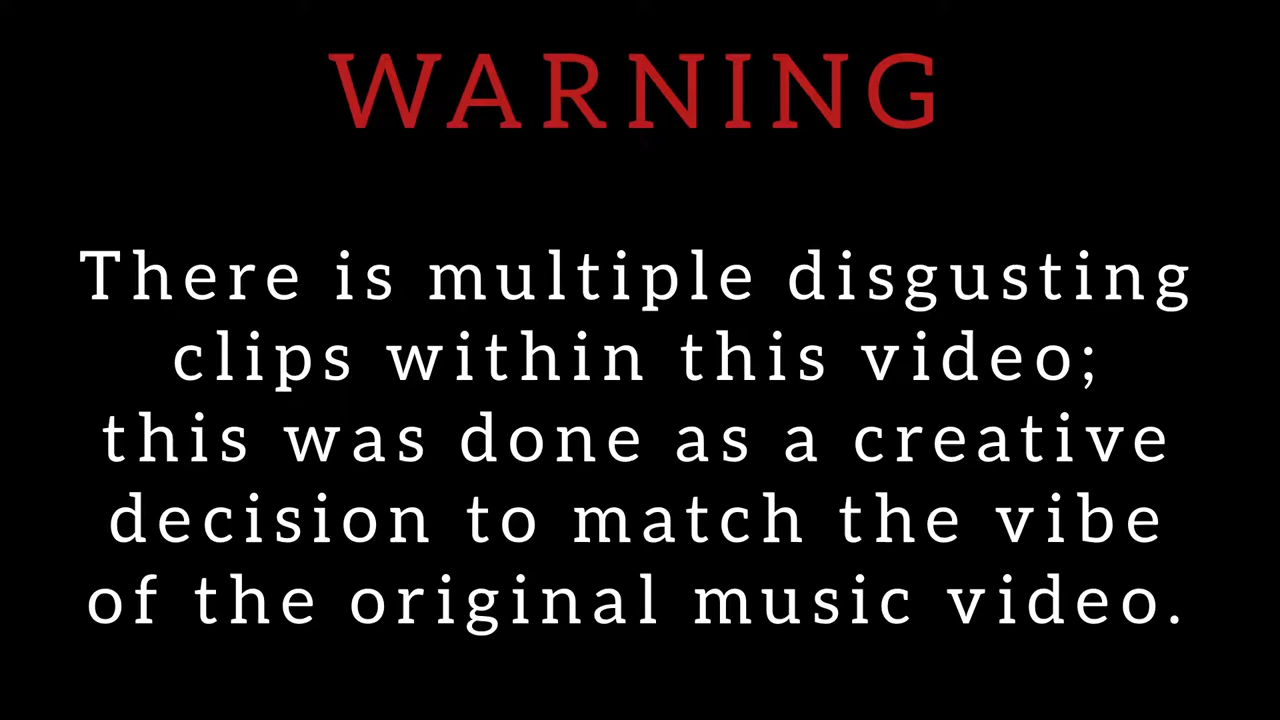 WARNING
There is multiple disgusting
clips within this video;
this was done as a creative
decision to match the vibe
of the original music video.